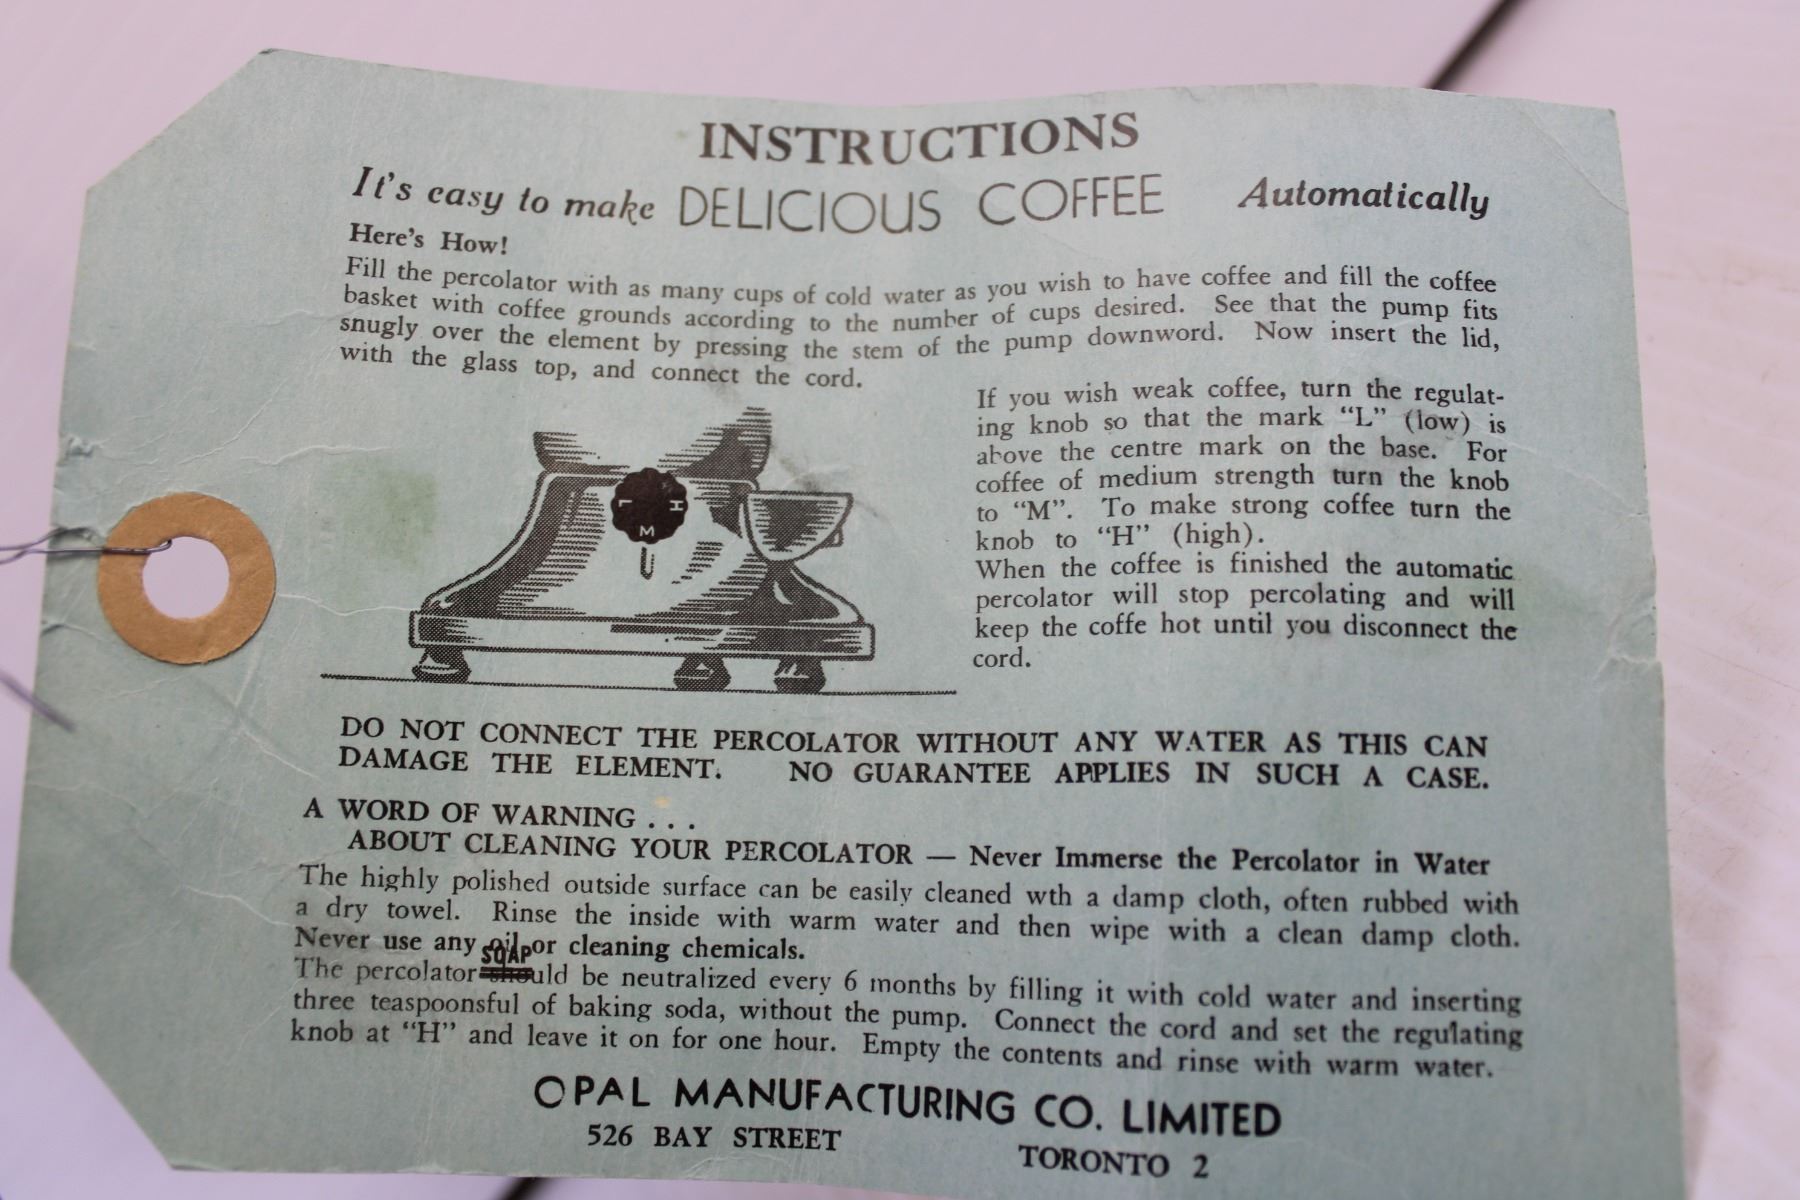 INSTRUCTIONS
It's easy to make DELICIOUS COFFEE Automatically
Here's How!
Fill the percolator with as many cups of cold water as you wish to have coffee and fill the coffee
basket with coffee grounds according to the number of cups desired. See that the pump fits
snugly over the element by pressing the stem of the pump downword. Now insert the lid,
with the glass top, and connect the cord.
L
H
M
If you wish weak coffee, turn the regulat-
ing knob so that the mark "L" (low) is
above the centre mark on the base. For
coffee of medium strength turn the knob
to "M". To make strong coffee turn the
knob to "H" (high).
When the coffee is finished the automatic
percolator will stop percolating and will
keep the coffe hot until you disconnect the
cord.
DO NOT CONNECT THE PERCOLATOR WITHOUT ANY WATER AS THIS CAN
DAMAGE THE ELEMENT. NO GUARANTEE APPLIES IN SUCH A CASE.
A WORD OF WARNING . . .
ABOUT CLEANING YOUR PERCOLATOR — Never Immerse the Percolator in Water
The highly polished outside surface can be easily cleaned wth a damp cloth, often rubbed with
a dry towel. Rinse the inside with warm water and then wipe with a clean damp cloth.
Never use any oil or cleaning chemicals.
SOAP
The percolator should be neutralized every 6 months by filling it with cold water and inserting
three teaspoonsful of baking soda, without the pump. Connect the cord and set the regulating
knob at "H" and leave it on for one hour. Empty the contents and rinse with warm water.
OPAL MANUFACTURING CO. LIMITED
526 BAY STREET TORONTO 2